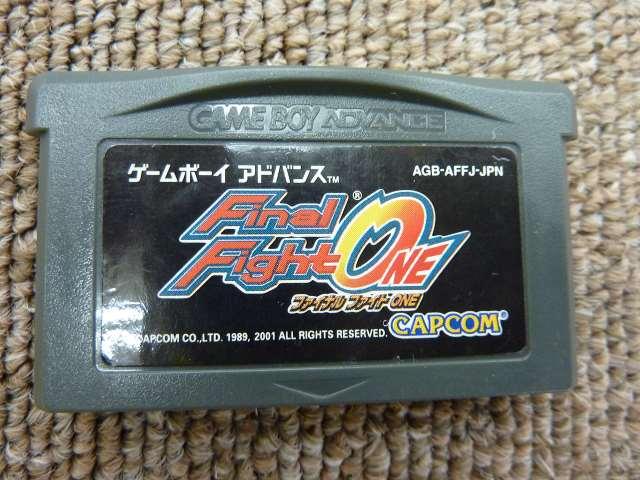 GAME BOY ADVANCE
ゲームボーイ アドバンス™
AGB-AFFJ-JPN
Final®
Fight ONE
ファイナル ファイト ONE
CAPCOM®
CAPCOM CO.,LTD. 1989, 2001 ALL RIGHTS RESERVED.